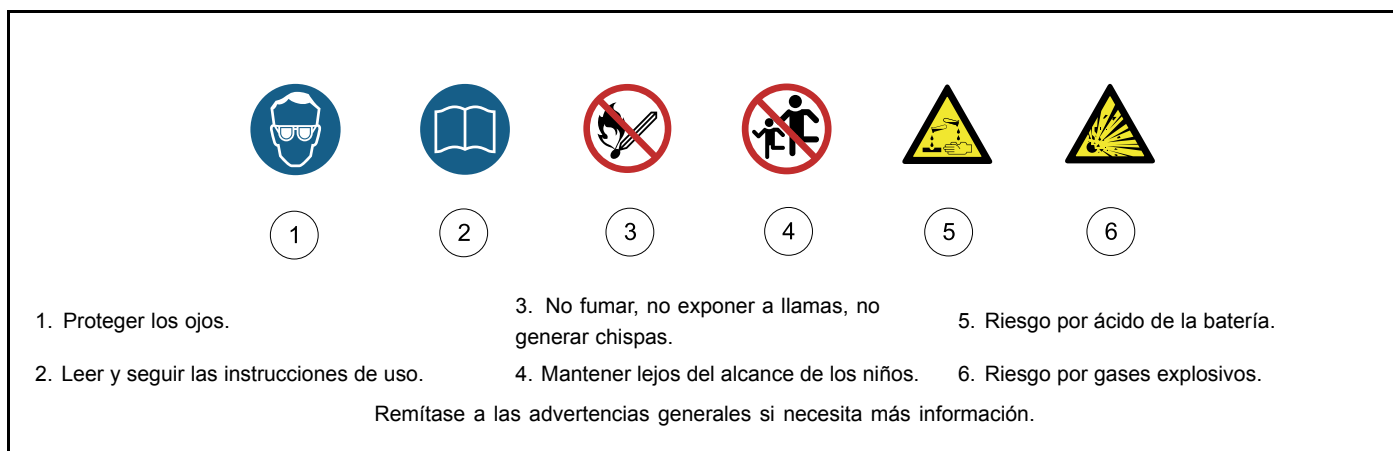 1
2
3
4
5
6
1. Proteger los ojos.
2. Leer y seguir las instrucciones de uso.
3. No fumar, no exponer a llamas, no
generar chispas.
4. Mantener lejos del alcance de los niños.
5. Riesgo por ácido de la batería.
6. Riesgo por gases explosivos.
Remítase a las advertencias generales si necesita más información.